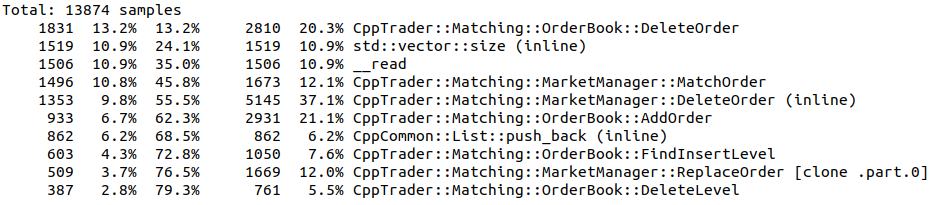 Total: 13874 samples
1831 13.2% 13.2% 2810 20.3% CppTrader::Matching::OrderBook::DeleteOrder
1519 10.9% 24.1% 1519 10.9% std::vector::size (inline)
1506 10.9% 35.0% 1506 10.9% __read
1496 10.8% 45.8% 1673 12.1% CppTrader::Matching::MarketManager::MatchOrder
1353 9.8% 55.5% 5145 37.1% CppTrader::Matching::MarketManager::DeleteOrder (inline)
933 6.7% 62.3% 2931 21.1% CppTrader::Matching::OrderBook::AddOrder
862 6.2% 68.5% 862 6.2% CppCommon::List::push_back (inline)
603 4.3% 72.8% 1050 7.6% CppTrader::Matching::OrderBook::FindInsertLevel
509 3.7% 76.5% 1669 12.0% CppTrader::Matching::MarketManager::ReplaceOrder [clone .part.0]
387 2.8% 79.3% 761 5.5% CppTrader::Matching::OrderBook::DeleteLevel